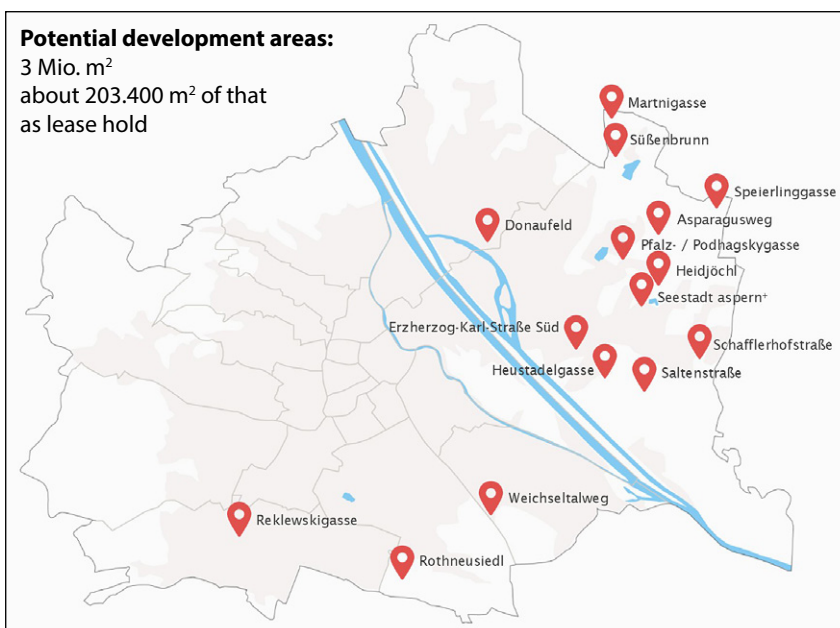 Potential development areas:
3 Mio. m²
about 203.400 m² of that
as lease hold
Martnigasse
Süßenbrunn
Speierlinggasse
Asparagusweg
Donaufeld
Pfalz- / Podhagskygasse
Heidjöchl
Seestadt aspern⁺
Erzherzog-Karl-Straße Süd
Schafflerhofstraße
Heustadelgasse
Saltenstraße
Weichseltalweg
Reklewskigasse
Rothneusiedl